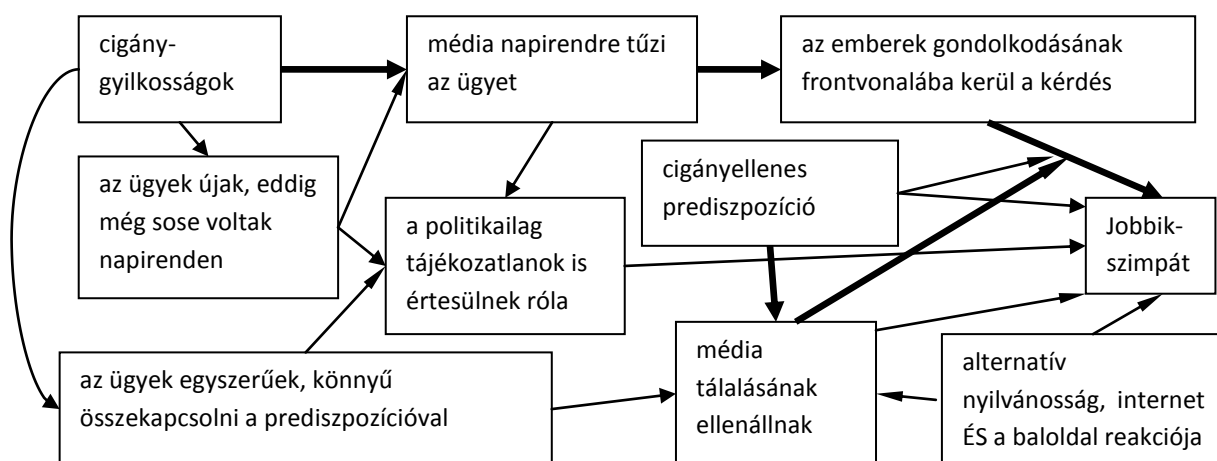 cigány-
gyilkosságok
média napirendre tűzi
az ügyet
az emberek gondolkodásának
frontvonalába kerül a kérdés
az ügyek újak, eddig
még sose voltak
napirenden
a politikailag
tájékozatlanok is
értesülnek róla
cigányellenes
prediszpozíció
Jobbik-
szimpát
az ügyek egyszerűek, könnyű
összekapcsolni a prediszpozícióval
média
tálalásának
ellenállnak
alternatív
nyilvánosság, internet
ÉS a baloldal reakciója